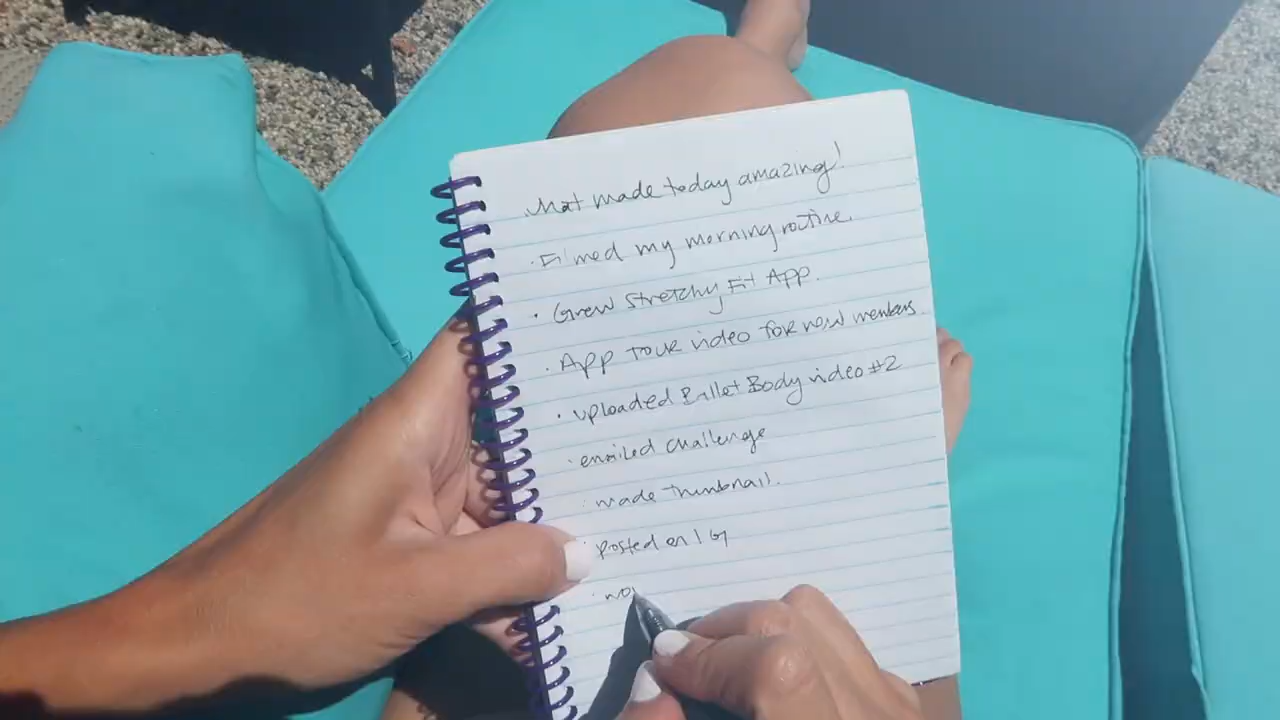 What made today amazing!
· Filmed my morning routine.
· Grew Stretchy Fit App.
· App Tour video for new members
· uploaded Ballet Body video #2
· emailed challenge
· made Thumbnail.
· posted on IG
· wo